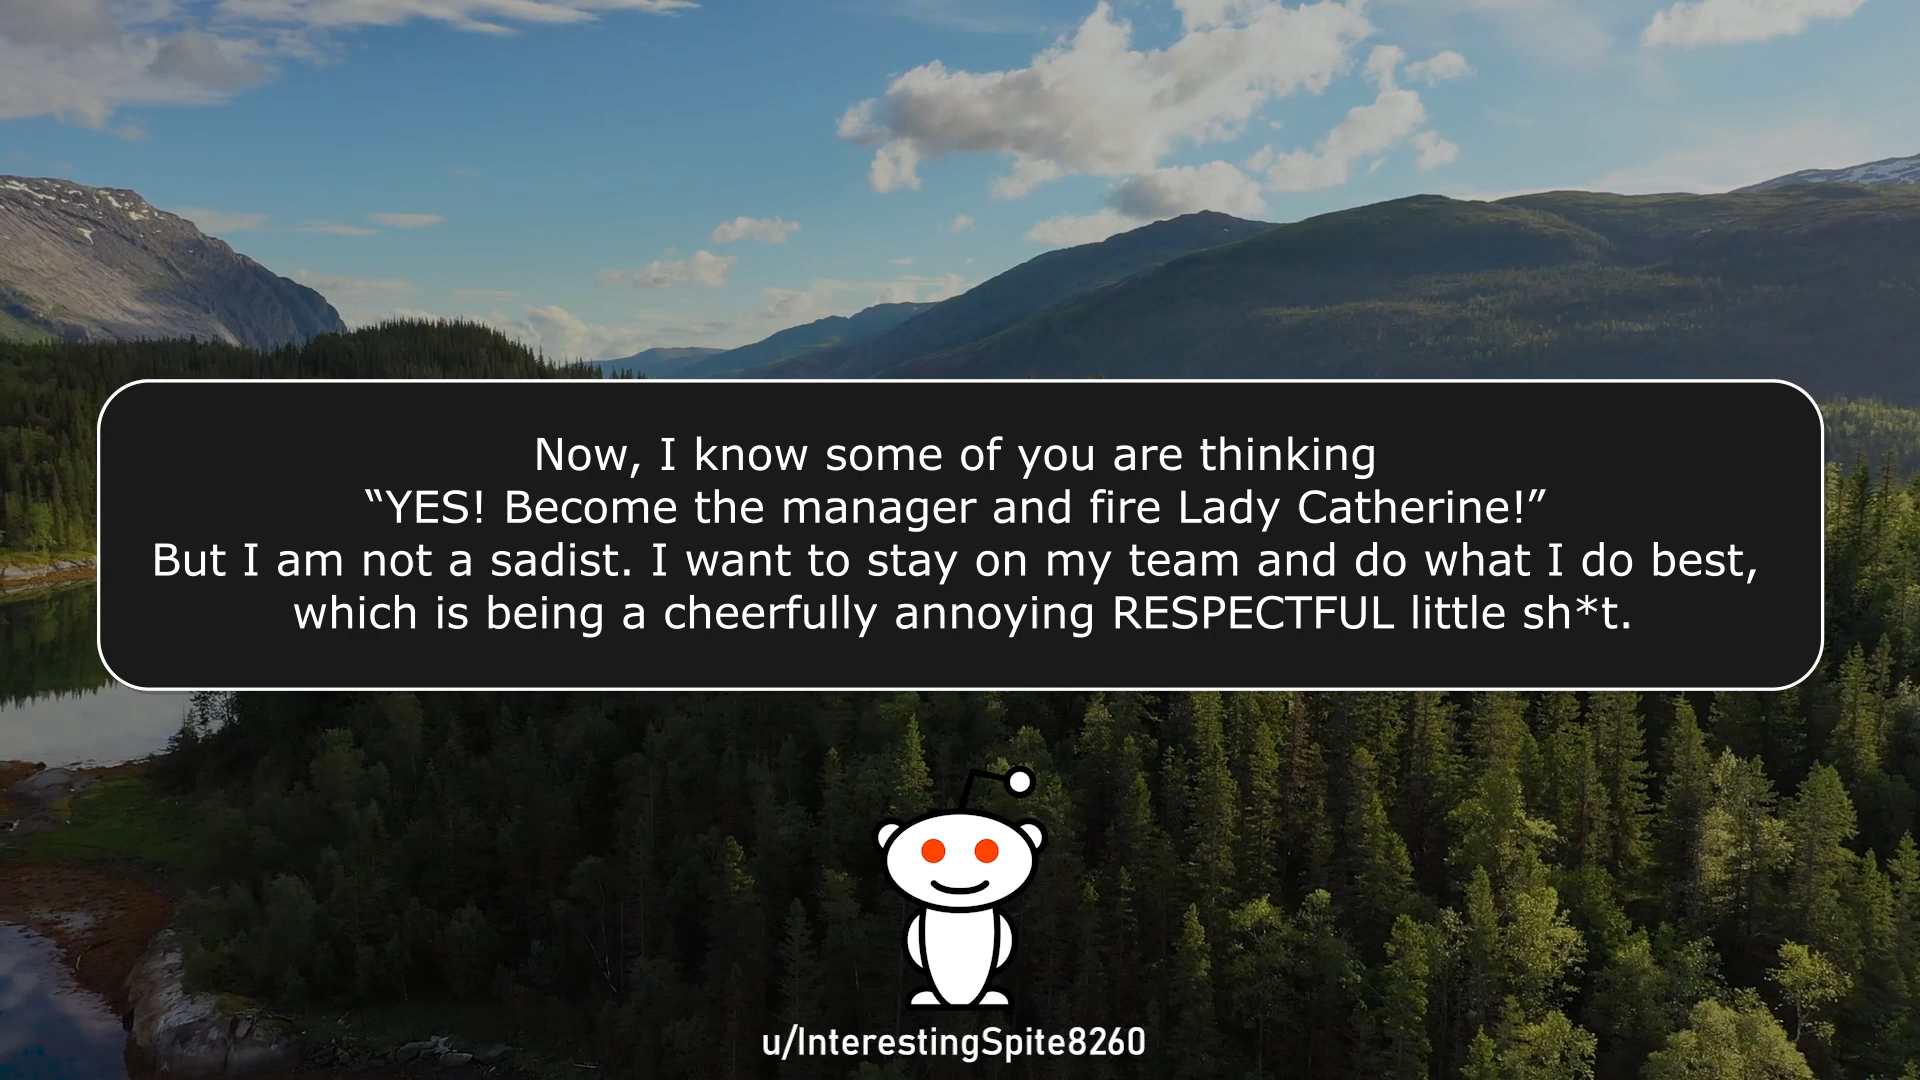 Now, I know some of you are thinking
“YES! Become the manager and fire Lady Catherine!”
But I am not a sadist. I want to stay on my team and do what I do best,
which is being a cheerfully annoying RESPECTFUL little sh*t.
u/InterestingSpite8260